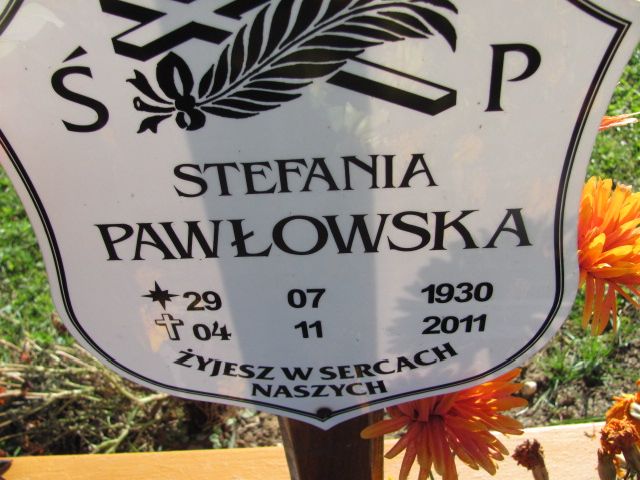 Ś P
STEFANIA
PAWŁOWSKA
29 07 1930
04 11 2011
ŻYJESZ W SERCACH
NASZYCH